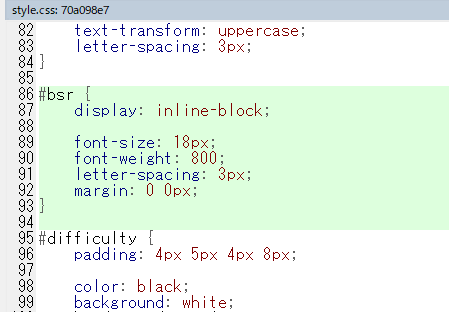 style.css: 70a098e7
82 text-transform: uppercase;
83 letter-spacing: 3px;
84 }
85
86 #bsr {
87 display: inline-block;
88
89 font-size: 18px;
90 font-weight: 800;
91 letter-spacing: 3px;
92 margin: 0 0px;
93 }
94
95 #difficulty {
96 padding: 4px 5px 4px 8px;
97
98 color: black;
99 background: white;